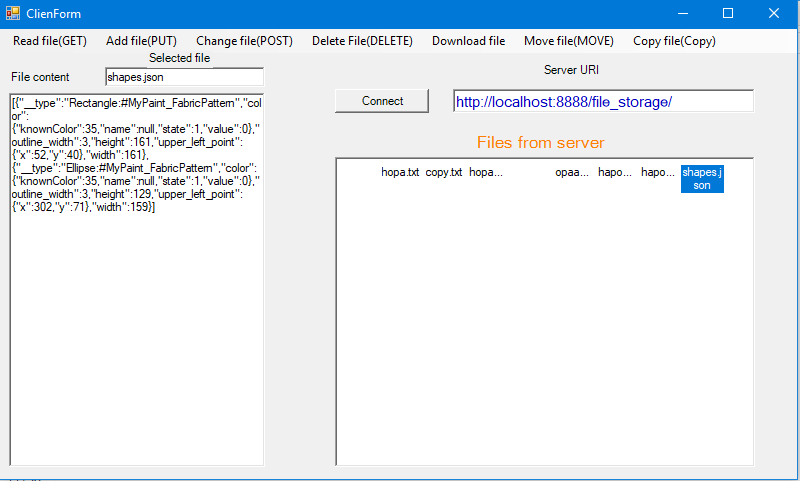 ClienForm
Read file(GET) Add file(PUT) Change file(POST) Delete File(DELETE) Download file Move file(MOVE) Copy file(Copy)
Selected file
File content shapes.json
Server URI
Connect http://localhost:8888/file_storage/
Files from server
[{"__type":"Rectangle:#MyPaint_FabricPattern","col
or":
{"knownColor":35,"name":null,"state":1,"value":0},"
outline_width":3,"height":161,"upper_left_point":
{"x":52,"y":40},"width":161},
{"__type":"Ellipse:#MyPaint_FabricPattern","color":
{"knownColor":35,"name":null,"state":1,"value":0},"
outline_width":3,"height":129,"upper_left_point":
{"x":302,"y":71},"width":159}]
hopa.txt copy.txt hopa... opaa... hapo... hapo... shapes.j
son